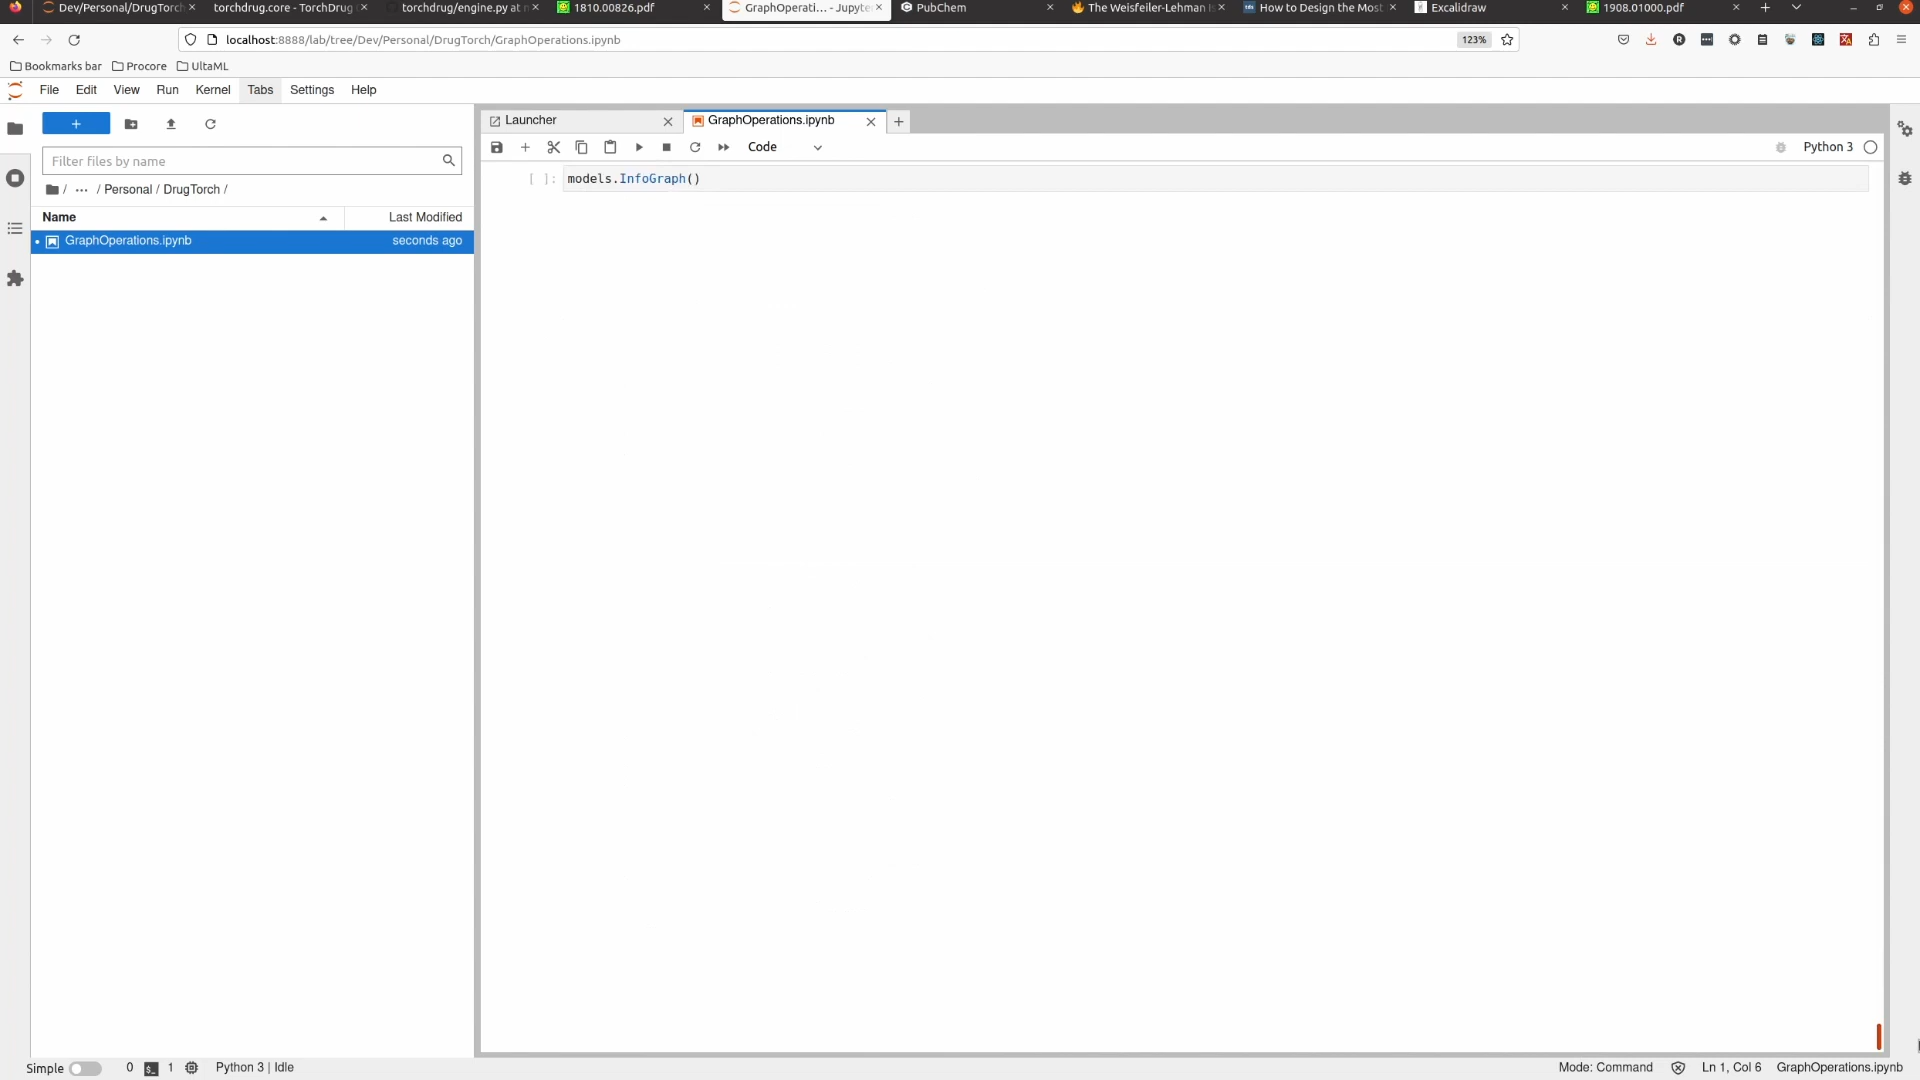 Dev/Personal/DrugTorch
torchdrug.core - TorchDrug
torchdrug/engine.py at n
1810.00826.pdf
GraphOperati... - Jupyte
PubChem
The Weisfeiler-Lehman Is
How to Design the Most
Excalidraw
1908.01000.pdf
localhost:8888/lab/tree/Dev/Personal/DrugTorch/GraphOperations.ipynb
123%
Bookmarks bar
Procore
UltaML
File Edit View Run Kernel Tabs Settings Help
Launcher
GraphOperations.ipynb
Code
Python 3
Filter files by name
/ ... / Personal / DrugTorch /
Name Last Modified
GraphOperations.ipynb seconds ago
[ ]: models.InfoGraph()
Simple 0 $_ 1 Python 3 | Idle
Mode: Command Ln 1, Col 6 GraphOperations.ipynb